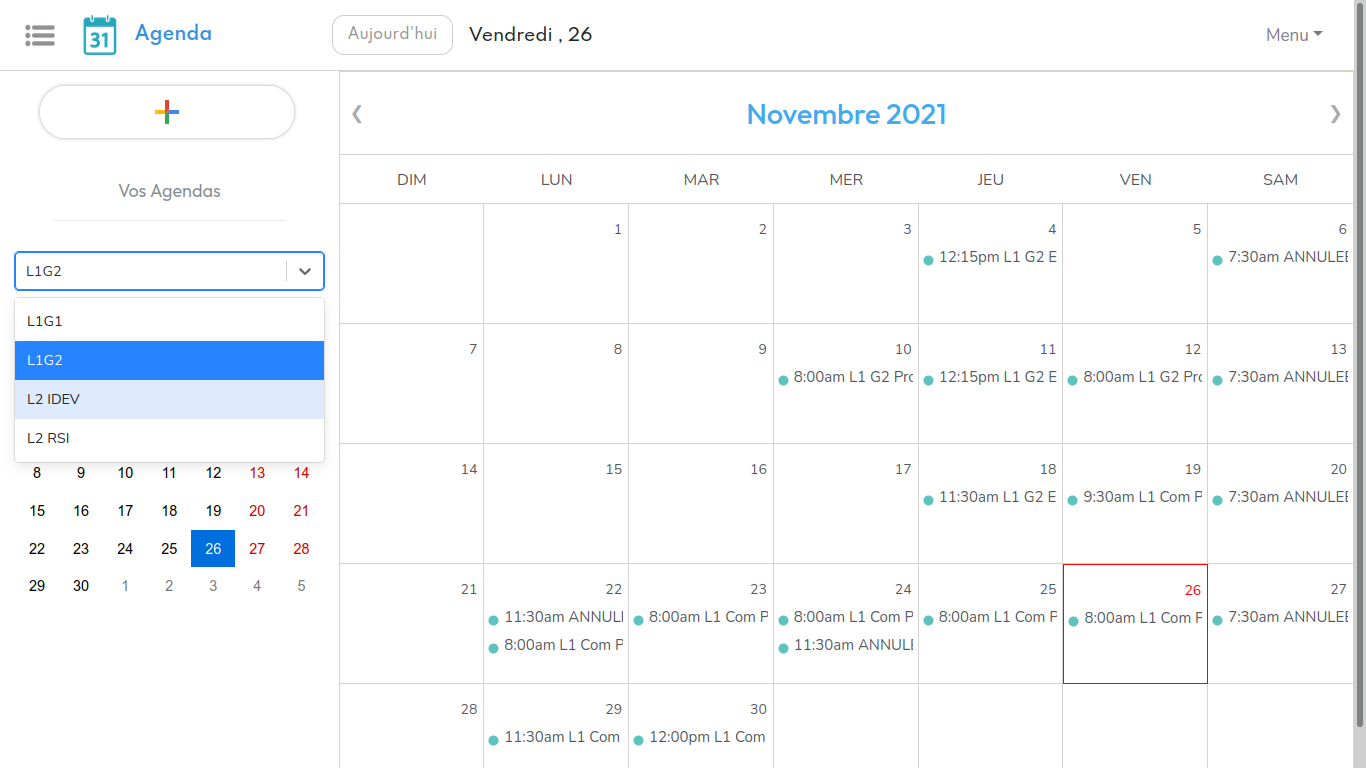 31 Agenda Aujourd'hui Vendredi , 26 Menu
Vos Agendas
L1G2
L1G1
L1G2
L2 IDEV
L2 RSI
8 9 10 11 12 13 14
15 16 17 18 19 20 21
22 23 24 25 26 27 28
29 30 1 2 3 4 5
Novembre 2021
DIM LUN MAR MER JEU VEN SAM
1 2 3 4 5 6
12:15pm L1 G2 E 7:30am ANNULEE
7 8 9 10 11 12 13
8:00am L1 G2 Pro 12:15pm L1 G2 E 8:00am L1 G2 Pro 7:30am ANNULEE
14 15 16 17 18 19 20
11:30am L1 G2 E 9:30am L1 Com P 7:30am ANNULEE
21 22 23 24 25 26 27
11:30am ANNULE 8:00am L1 Com P 8:00am L1 Com P 8:00am L1 Com P 8:00am L1 Com P 7:30am ANNULEE
8:00am L1 Com P 11:30am ANNULE
28 29 30
11:30am L1 Com 12:00pm L1 Com